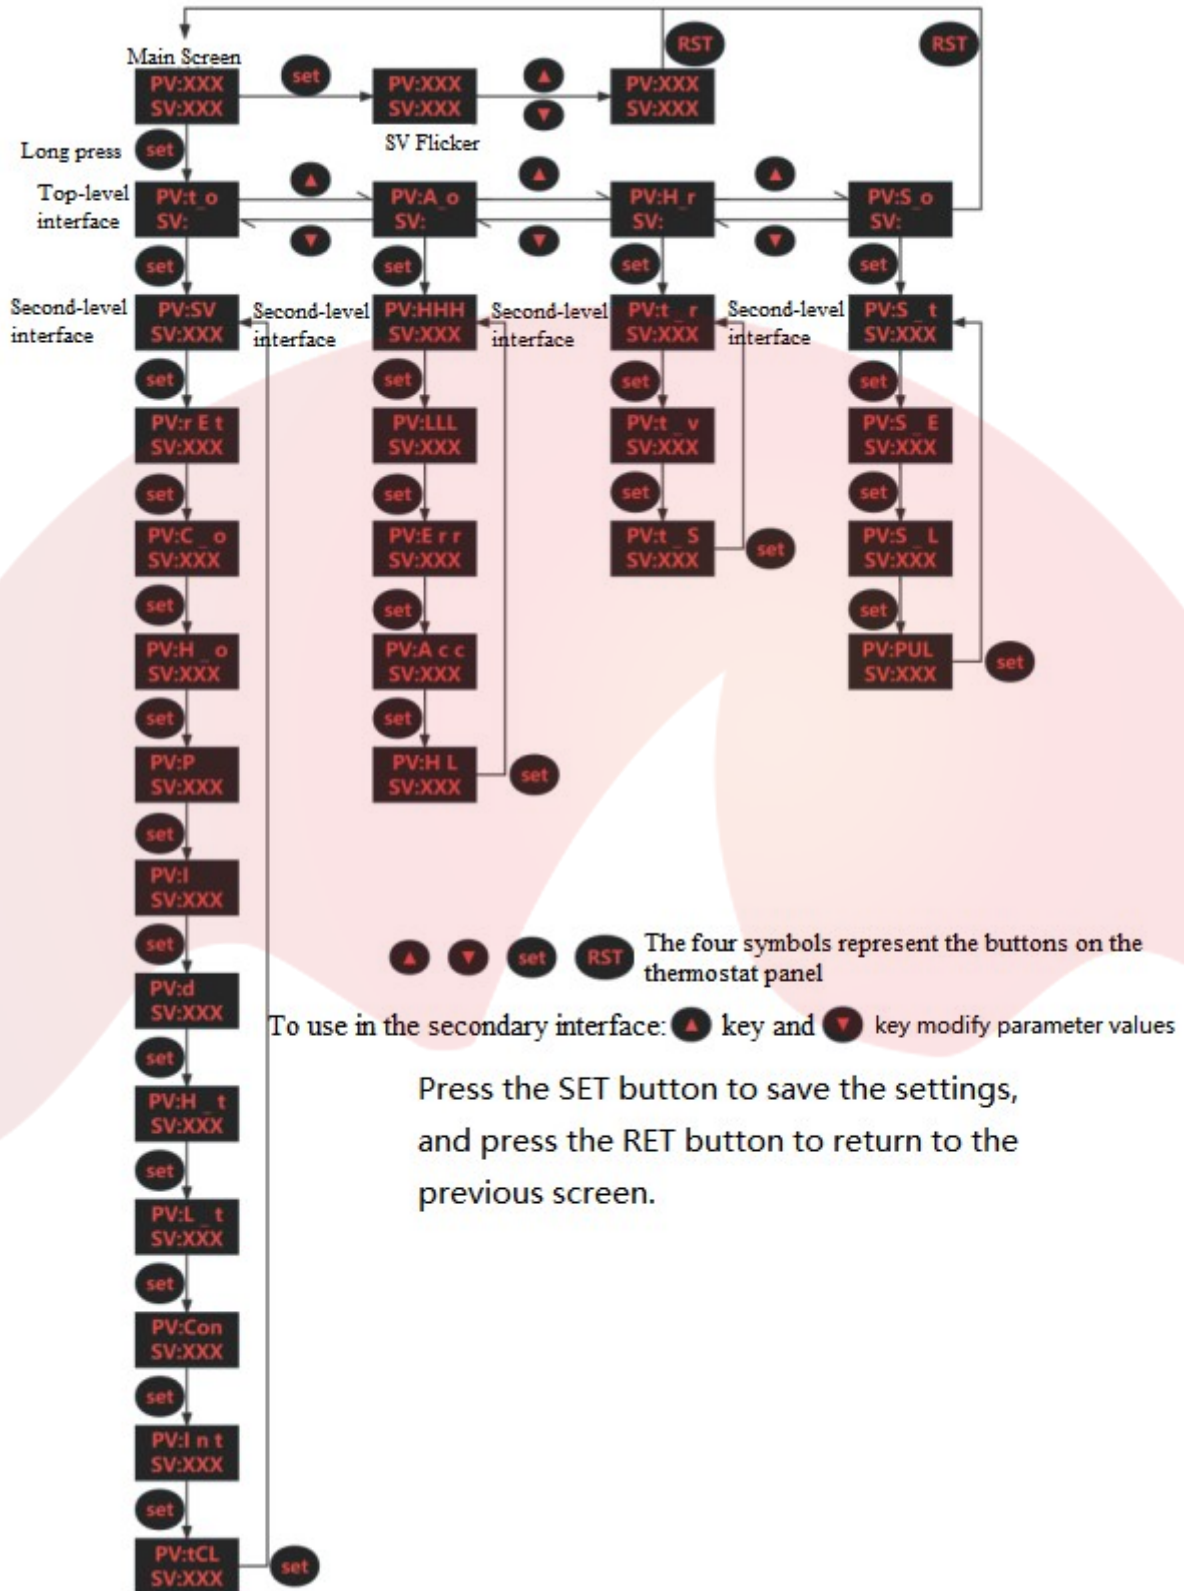 RST
RST
Main Screen
PV:XXX
SV:XXX
set
PV:XXX
SV:XXX
▲
▼
PV:XXX
SV:XXX
SV Flicker
Long press
set
Top-level
interface
PV:t_o
SV:
▲
▼
PV:A_o
SV:
▲
▼
PV:H_r
SV:
▲
▼
PV:S_o
SV:
set
set
set
set
Second-level
interface
PV:SV
SV:XXX
Second-level
interface
PV:HHH
SV:XXX
Second-level
interface
PV:t_r
SV:XXX
Second-level
interface
PV:S_t
SV:XXX
set
set
set
set
PV:r E t
SV:XXX
PV:LLL
SV:XXX
PV:t_v
SV:XXX
PV:S_E
SV:XXX
set
set
set
set
PV:C_o
SV:XXX
PV:E r r
SV:XXX
PV:t_S
SV:XXX
set
PV:S_L
SV:XXX
set
set
set
PV:H_o
SV:XXX
PV:A c c
SV:XXX
PV:PUL
SV:XXX
set
set
set
PV:P
SV:XXX
PV:H L
SV:XXX
set
set
PV:I
SV:XXX
set
PV:d
SV:XXX
set
PV:H_t
SV:XXX
set
PV:L_t
SV:XXX
set
PV:Con
SV:XXX
set
PV:I n t
SV:XXX
set
PV:tCL
SV:XXX
set
▲ ▼ set RST The four symbols represent the buttons on the
thermostat panel
To use in the secondary interface: ▲ key and ▼ key modify parameter values
Press the SET button to save the settings,
and press the RET button to return to the
previous screen.